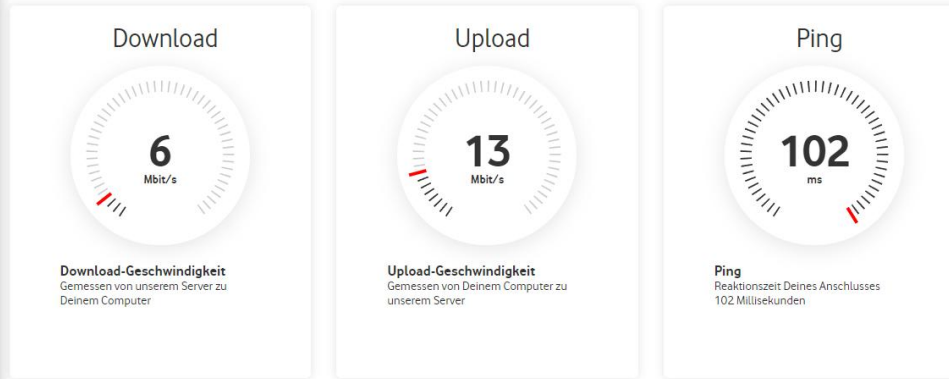 Download
6
Mbit/s
Download-Geschwindigkeit
Gemessen von unserem Server zu
Deinem Computer
Upload
13
Mbit/s
Upload-Geschwindigkeit
Gemessen von Deinem Computer zu
unserem Server
Ping
102
ms
Ping
Reaktionszeit Deines Anschlusses
102 Millisekunden